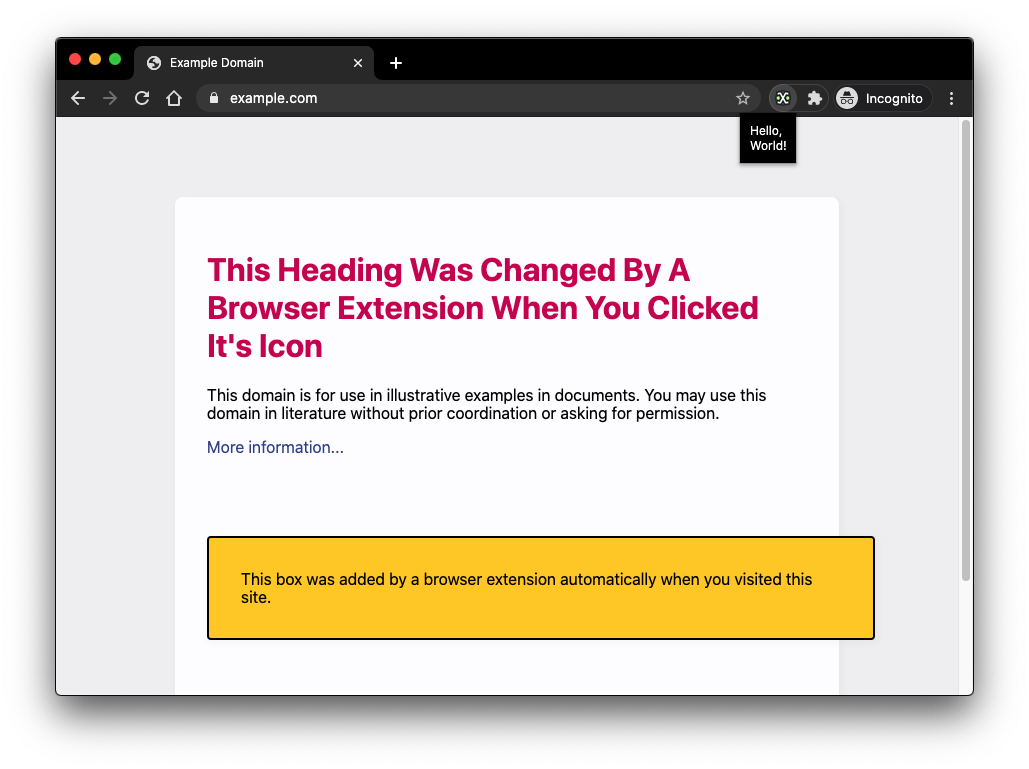 Example Domain
example.com
Incognito
Hello,
World!
This Heading Was Changed By A
Browser Extension When You Clicked
It's Icon
This domain is for use in illustrative examples in documents. You may use this
domain in literature without prior coordination or asking for permission.
More information...
This box was added by a browser extension automatically when you visited this
site.